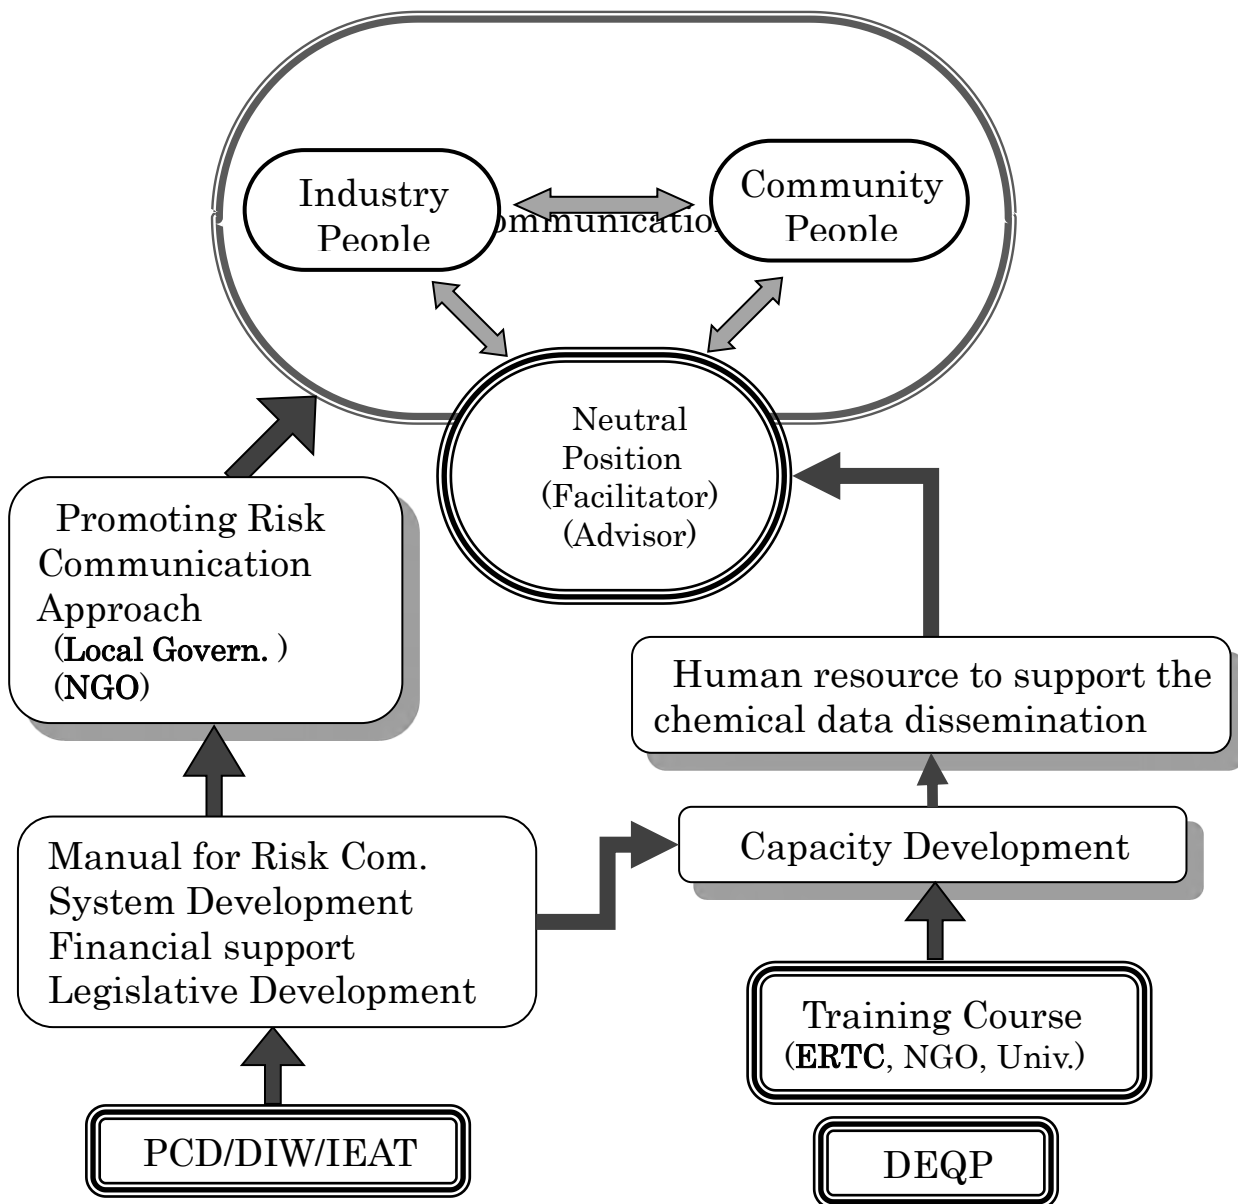 Industry
People
Community
People
ommunication
Neutral
Position
(Facilitator)
(Advisor)
Promoting Risk
Communication
Approach
(Local Govern. )
(NGO)
Human resource to support the
chemical data dissemination
Manual for Risk Com.
System Development
Financial support
Legislative Development
Capacity Development
Training Course
(ERTC, NGO, Univ.)
PCD/DIW/IEAT
DEQP